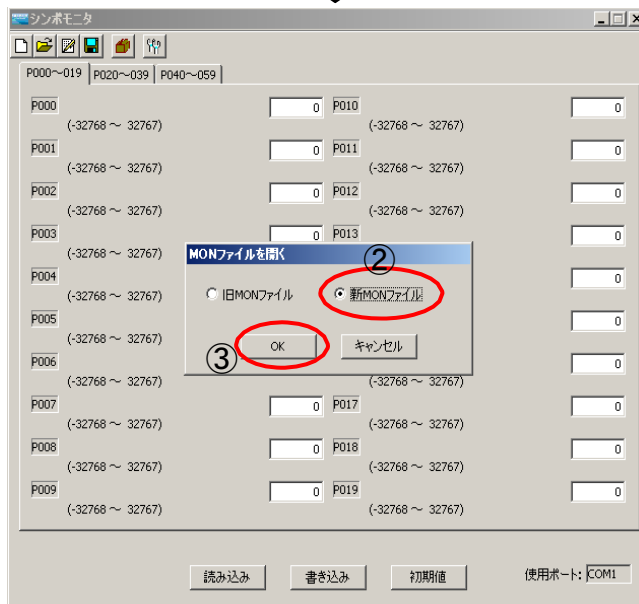 シンポモニタ
P000～019 P020～039 P040～059
P000 0 P010 0
(-32768～ 32767) (-32768～ 32767)
P001 0 P011 0
(-32768～ 32767) (-32768～ 32767)
P002 0 P012 0
(-32768～ 32767) (-32768～ 32767)
P003 0 P013 0
(-32768～ 32767)
MONファイルを開く
②
P004 0
(-32768～ 32767)
旧MONファイル 新MONファイル
P005 0
(-32768～ 32767)
③ OK キャンセル
P006 0
(-32768～ 32767) (-32768～ 32767)
P007 0 P017 0
(-32768～ 32767) (-32768～ 32767)
P008 0 P018 0
(-32768～ 32767) (-32768～ 32767)
P009 0 P019 0
(-32768～ 32767) (-32768～ 32767)
読み込み 書き込み 初期値 使用ポート: COM1